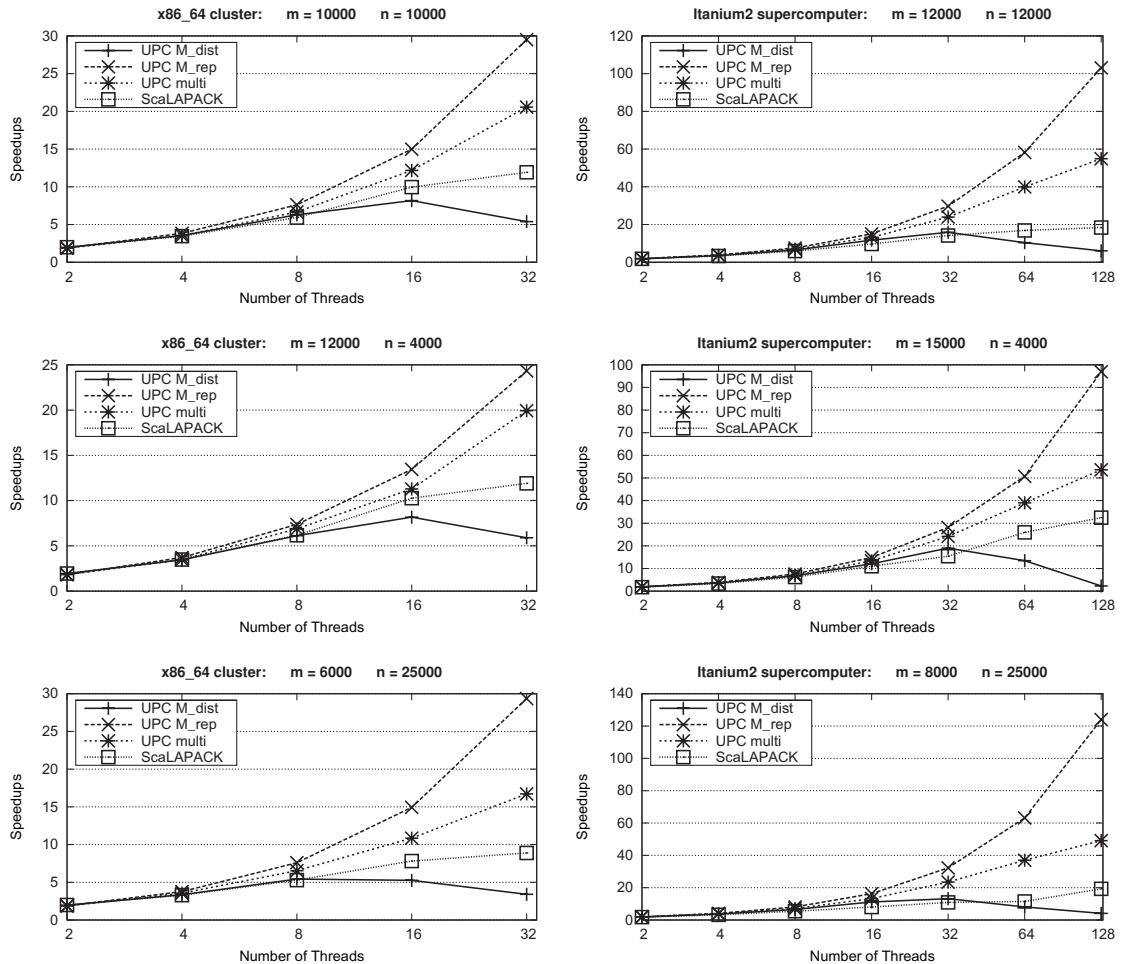 x86_64 cluster: m = 10000 n = 10000
30
25
20
15
10
5
0
Speedups
UPC M_dist
UPC M_rep
UPC multi
ScaLAPACK
2 4 8 16 32
Number of Threads
Itanium2 supercomputer: m = 12000 n = 12000
120
100
80
60
40
20
0
Speedups
UPC M_dist
UPC M_rep
UPC multi
ScaLAPACK
2 4 8 16 32 64 128
Number of Threads
x86_64 cluster: m = 12000 n = 4000
25
20
15
10
5
0
Speedups
UPC M_dist
UPC M_rep
UPC multi
ScaLAPACK
2 4 8 16 32
Number of Threads
Itanium2 supercomputer: m = 15000 n = 4000
100
90
80
70
60
50
40
30
20
10
0
Speedups
UPC M_dist
UPC M_rep
UPC multi
ScaLAPACK
2 4 8 16 32 64 128
Number of Threads
x86_64 cluster: m = 6000 n = 25000
30
25
20
15
10
5
0
Speedups
UPC M_dist
UPC M_rep
UPC multi
ScaLAPACK
2 4 8 16 32
Number of Threads
Itanium2 supercomputer: m = 8000 n = 25000
140
120
100
80
60
40
20
0
Speedups
UPC M_dist
UPC M_rep
UPC multi
ScaLAPACK
2 4 8 16 32 64 128
Number of Threads